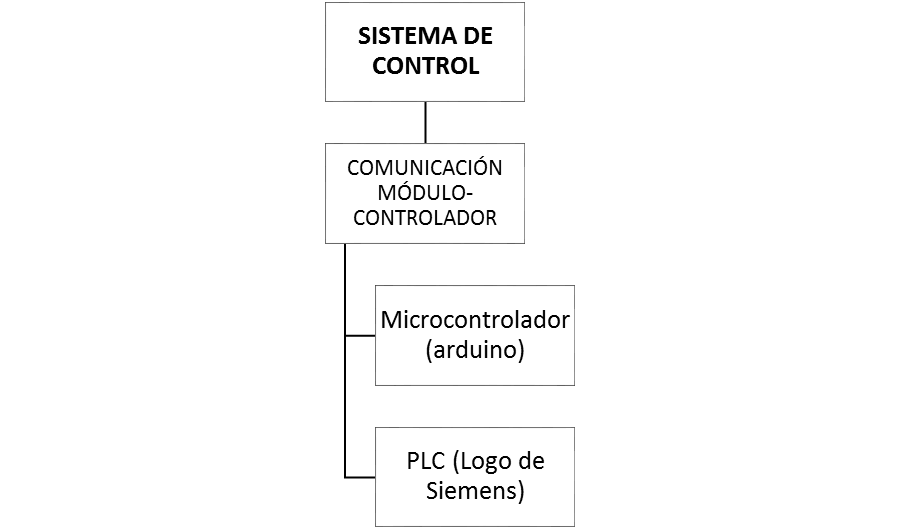 SISTEMA DE
CONTROL
COMUNICACIÓN
MÓDULO-
CONTROLADOR
Microcontrolador
(arduino)
PLC (Logo de
Siemens)